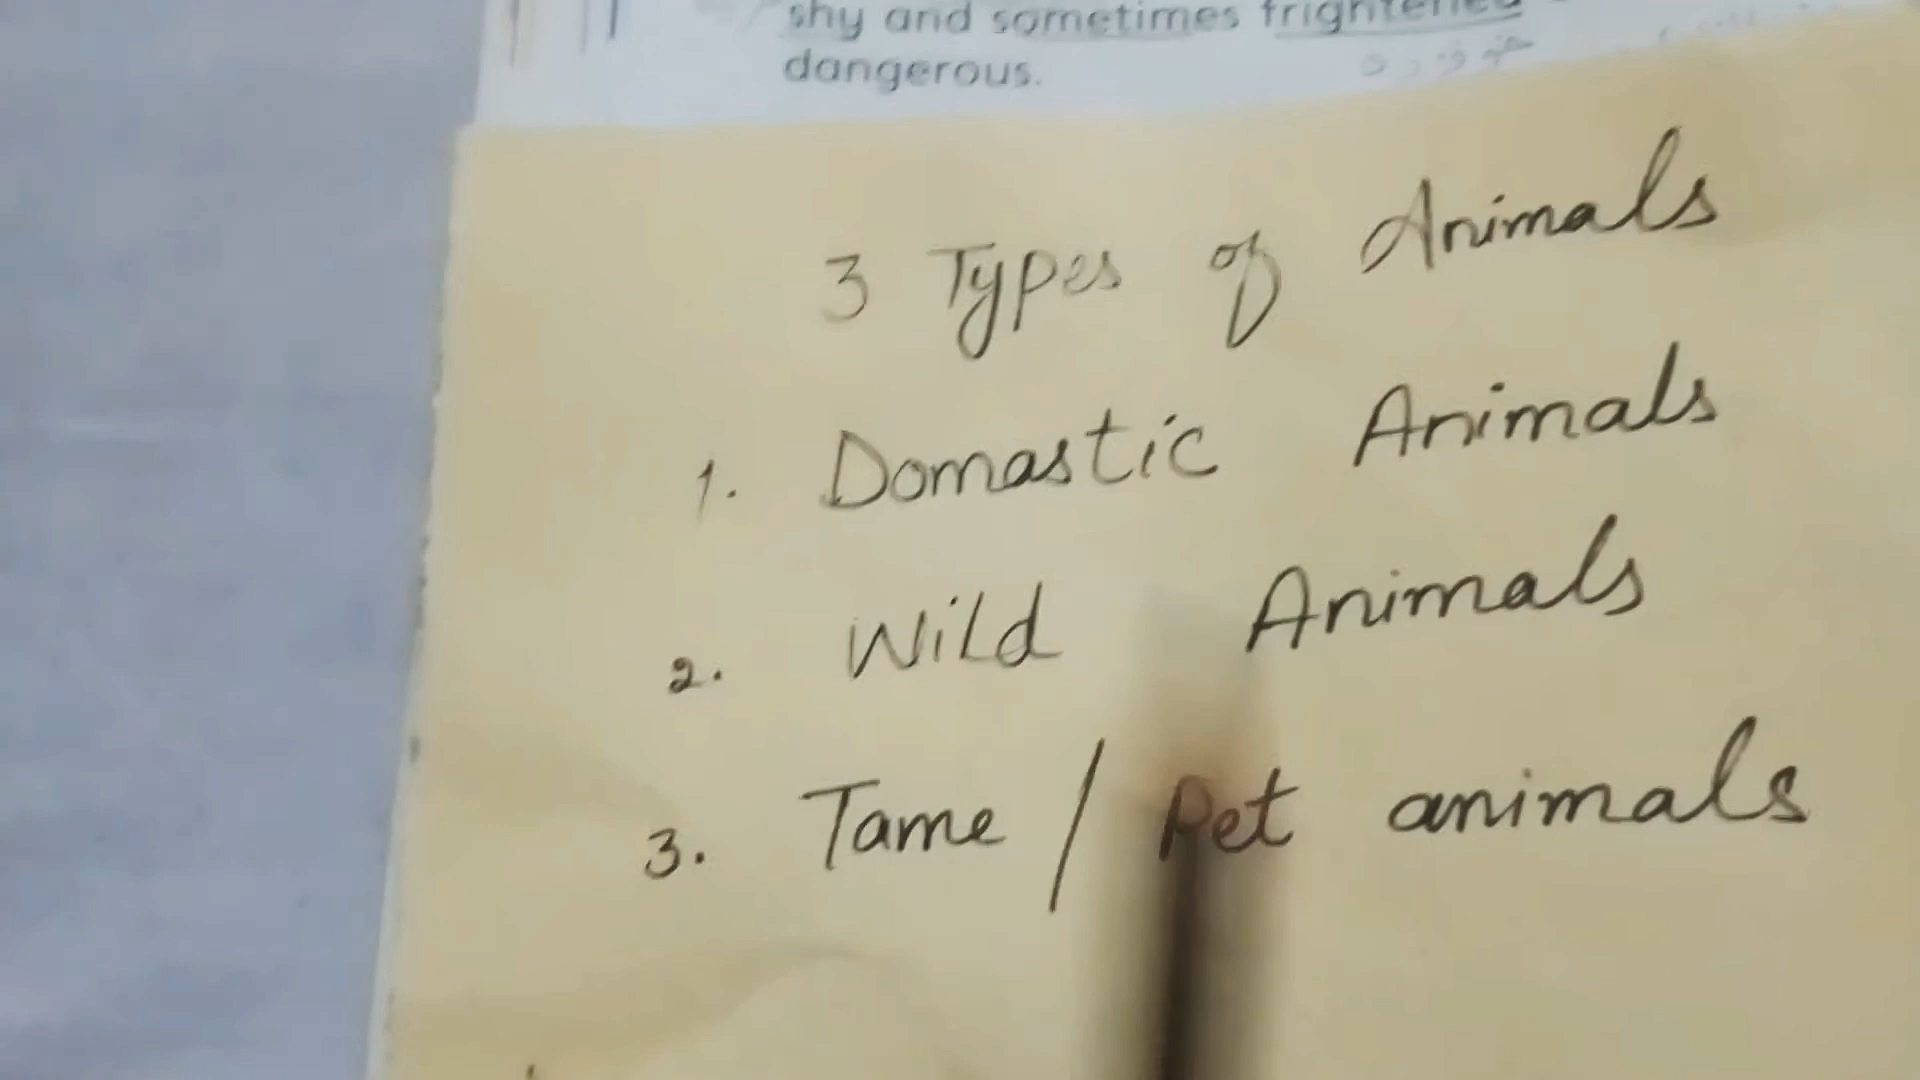 shy and sometimes frightened
dangerous.
3 Types of Animals
1. Domastic Animals
2. Wild Animals
3. Tame / Pet animals